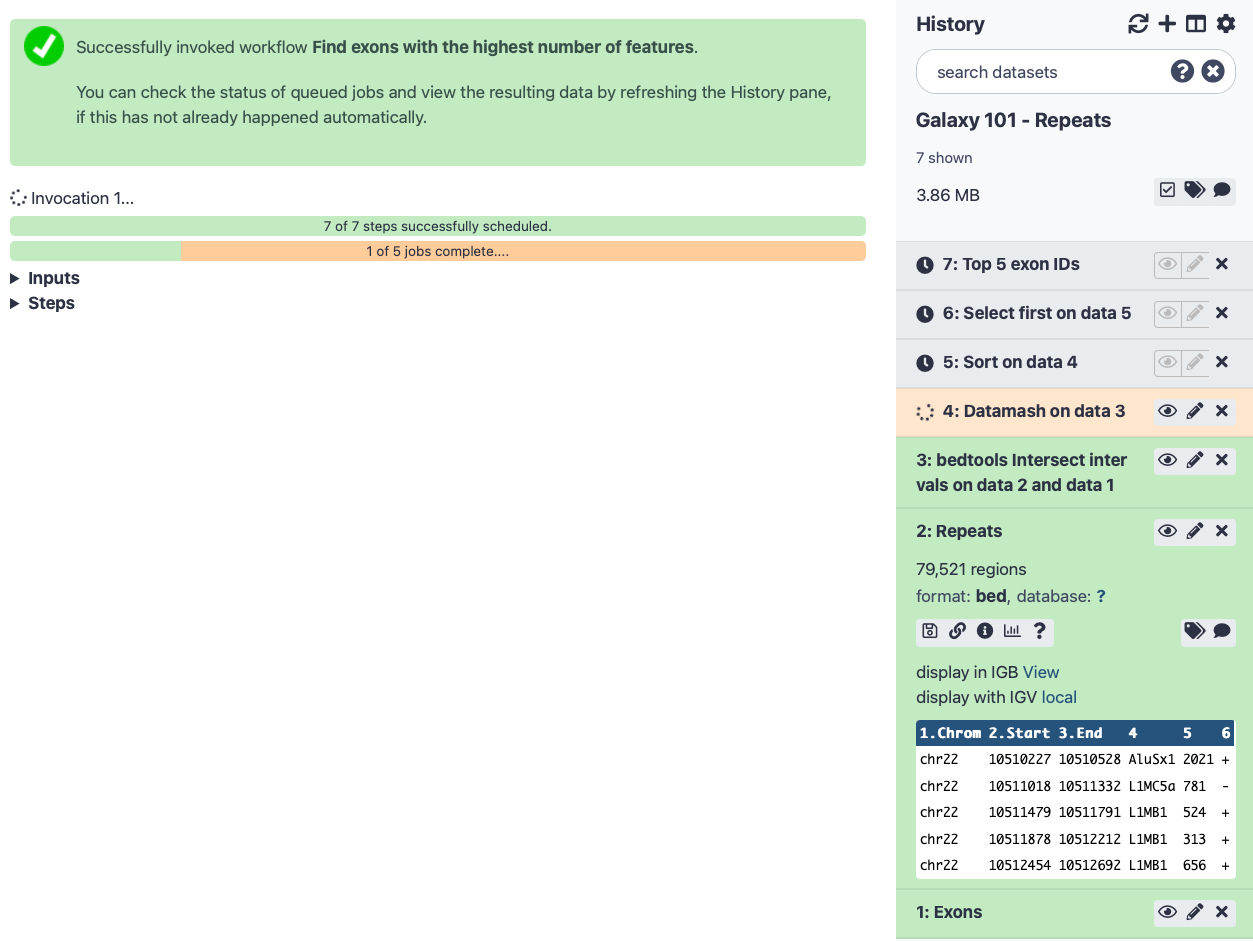 Successfully invoked workflow Find exons with the highest number of features.
You can check the status of queued jobs and view the resulting data by refreshing the History pane,
if this has not already happened automatically.
Invocation 1...
7 of 7 steps successfully scheduled.
1 of 5 jobs complete....
Inputs
Steps
History
search datasets
Galaxy 101 - Repeats
7 shown
3.86 MB
7: Top 5 exon IDs
6: Select first on data 5
5: Sort on data 4
4: Datamash on data 3
3: bedtools Intersect inter
vals on data 2 and data 1
2: Repeats
79,521 regions
format: bed, database: ?
display in IGB View
display with IGV local
1.Chrom 2.Start 3.End 4 5 6
chr22 10510227 10510528 AluSx1 2021 +
chr22 10511018 10511332 L1MC5a 781 -
chr22 10511479 10511791 L1MB1 524 +
chr22 10511878 10512212 L1MB1 313 +
chr22 10512454 10512692 L1MB1 656 +
1: Exons